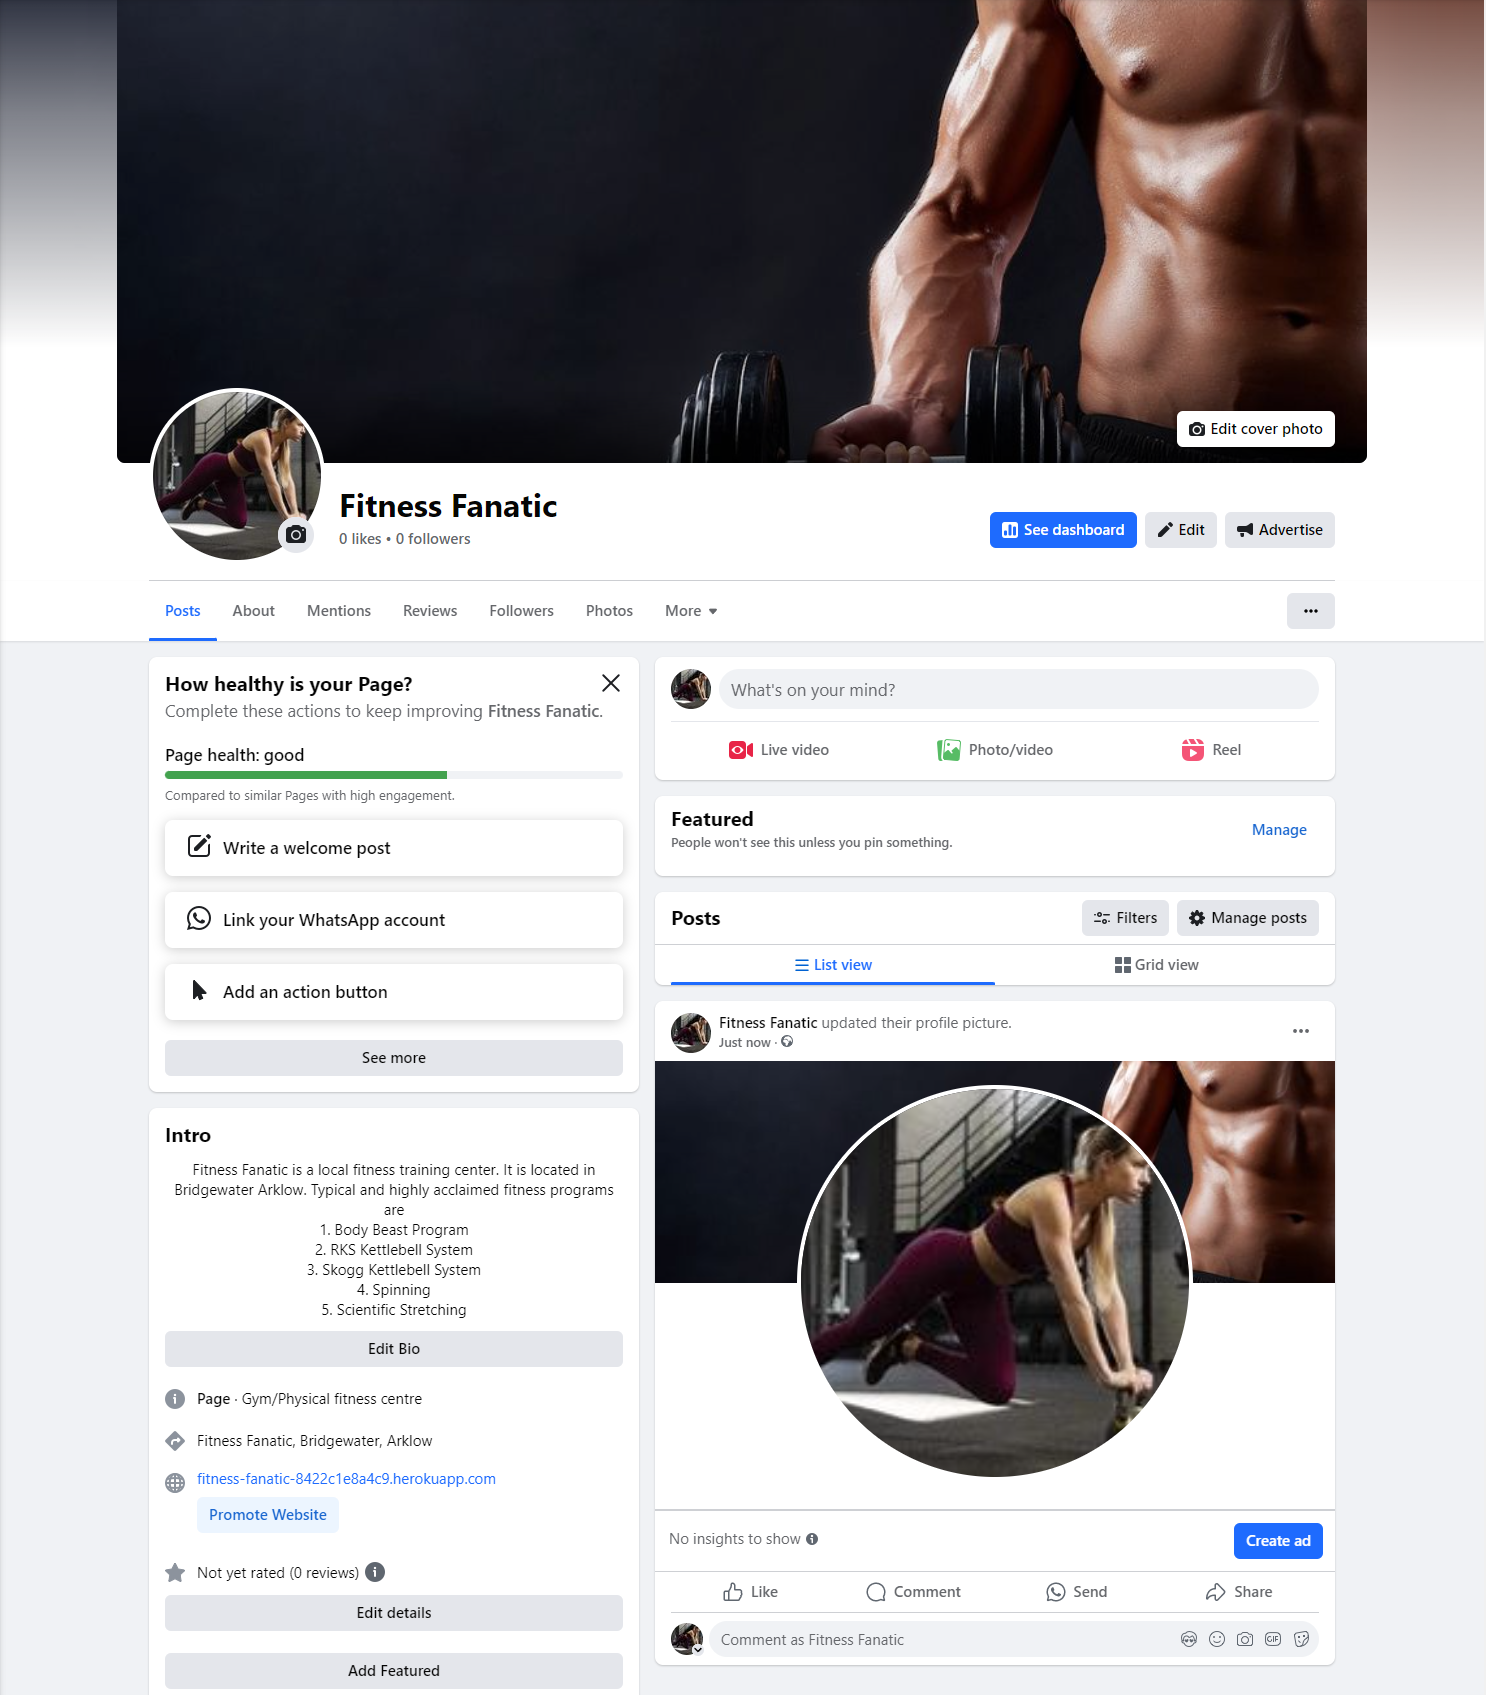 Edit cover photo
Fitness Fanatic
0 likes • 0 followers
See dashboard
Edit
Advertise
Posts
About
Mentions
Reviews
Followers
Photos
More
How healthy is your Page?
Complete these actions to keep improving Fitness Fanatic.
Page health: good
Compared to similar Pages with high engagement.
Write a welcome post
Link your WhatsApp account
Add an action button
See more
Intro
Fitness Fanatic is a local fitness training center. It is located in
Bridgewater Arklow. Typical and highly acclaimed fitness programs
are
1. Body Beast Program
2. RKS Kettlebell System
3. Skogg Kettlebell System
4. Spinning
5. Scientific Stretching
Edit Bio
Page · Gym/Physical fitness centre
Fitness Fanatic, Bridgewater, Arklow
fitness-fanatic-8422c1e8a4c9.herokuapp.com
Promote Website
Not yet rated (0 reviews)
Edit details
Add Featured
What's on your mind?
Live video
Photo/video
Reel
Featured
People won't see this unless you pin something.
Manage
Posts
Filters
Manage posts
List view
Grid view
Fitness Fanatic updated their profile picture.
Just now ·
No insights to show
Create ad
Like
Comment
Send
Share
Comment as Fitness Fanatic
GIF